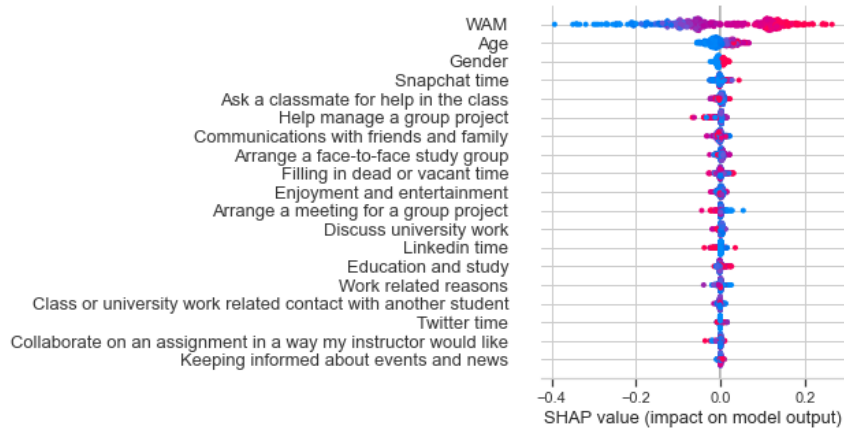 WAM
Age
Gender
Snapchat time
Ask a classmate for help in the class
Help manage a group project
Communications with friends and family
Arrange a face-to-face study group
Filling in dead or vacant time
Enjoyment and entertainment
Arrange a meeting for a group project
Discuss university work
Linkedin time
Education and study
Work related reasons
Class or university work related contact with another student
Twitter time
Collaborate on an assignment in a way my instructor would like
Keeping informed about events and news
−0.4 −0.2 0.0 0.2
SHAP value (impact on model output)